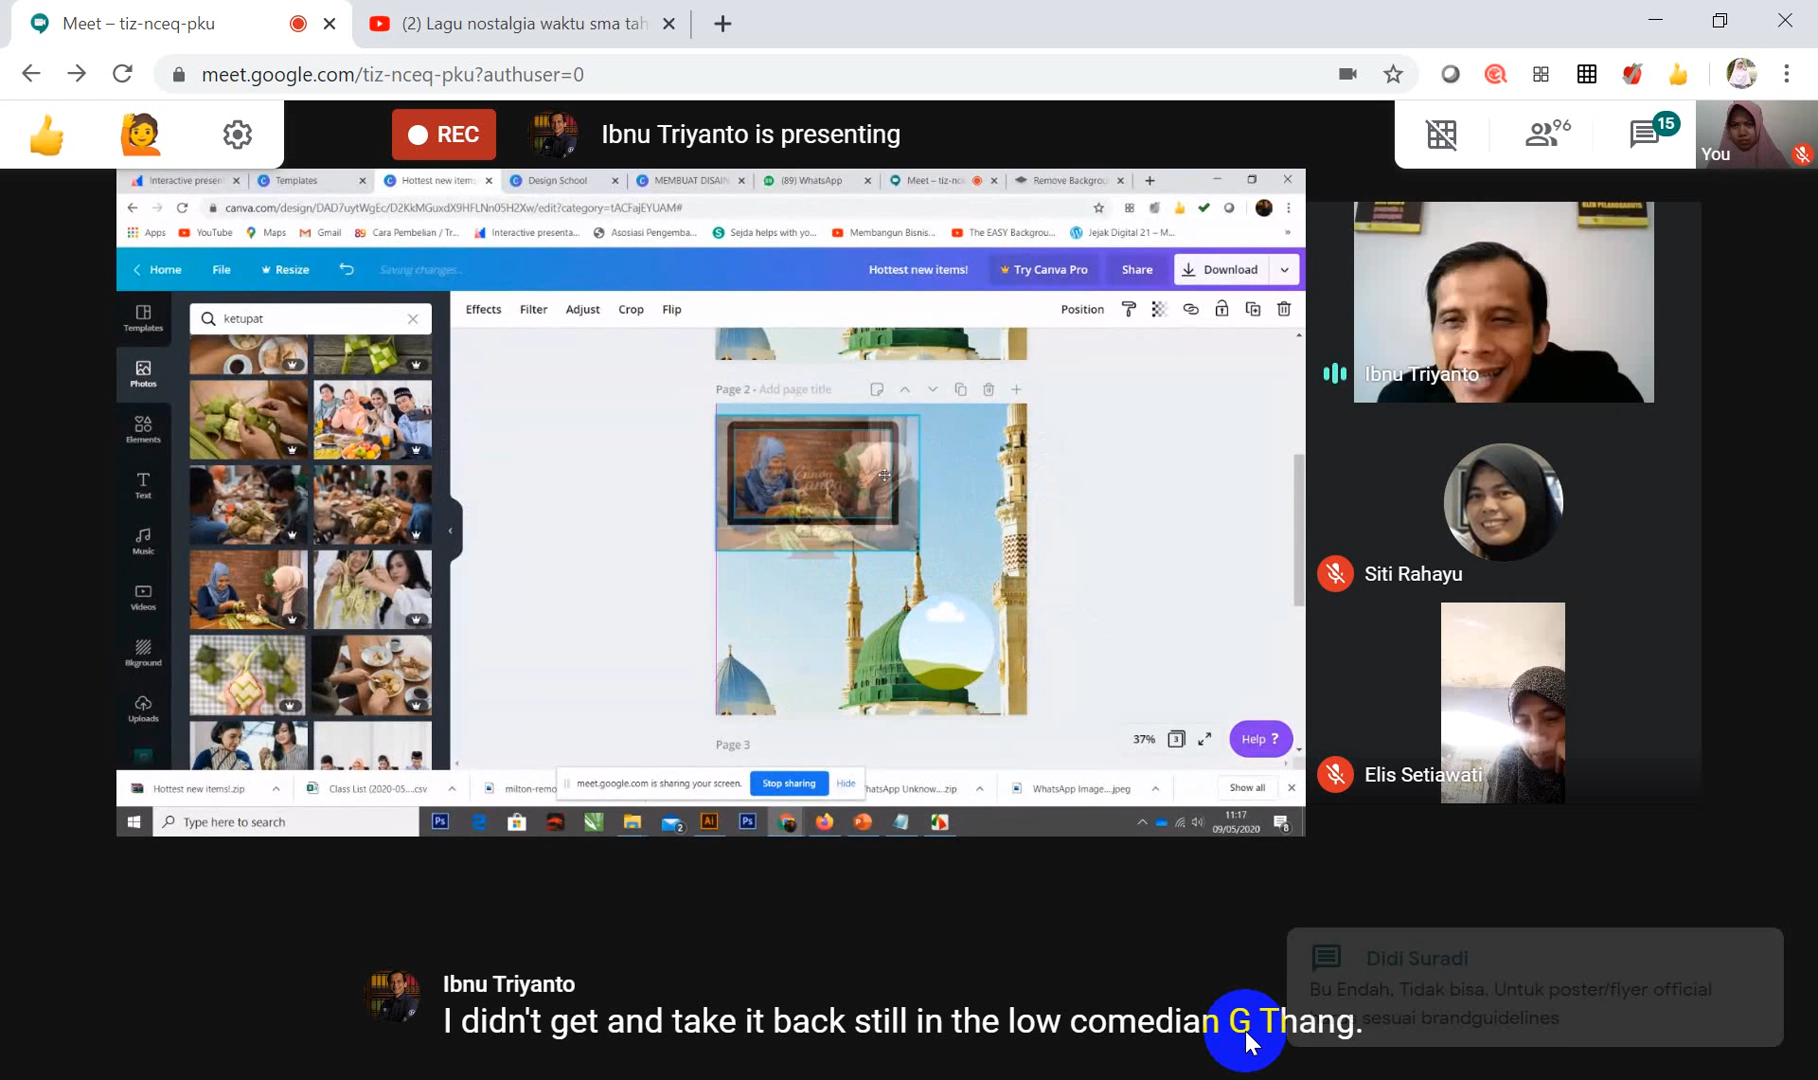 Meet – tiz-nceq-pku
(2) Lagu nostalgia waktu sma tah
meet.google.com/tiz-nceq-pku?authuser=0
REC
Ibnu Triyanto is presenting
96
15
You
Interactive present
Templates
Hottest new items
Design School
MEMBUAT DISAIN
(89) WhatsApp
Meet – tiz-nc
Remove Backgrou
canva.com/design/DAD7uytWgEc/D2KkMGuxdX9HFLNn05H2Xw/edit?category=tACFajEYUAM#
Apps
YouTube
Maps
Gmail
Cara Pembelian / Tr...
Interactive presenta...
Asosiasi Pengemba...
Sejda helps with yo...
Membangun Bisnis...
The EASY Backgrou...
Jejak Digital 21 – M...
Home
File
Resize
Saving changes...
Hottest new items!
Try Canva Pro
Share
Download
Templates
ketupat
Effects
Filter
Adjust
Crop
Flip
Position
Photos
Elements
Text
Music
Videos
Bkground
Uploads
Page 2 - Add page title
Page 3
37%
3
Help ?
Ibnu Triyanto
Siti Rahayu
Elis Setiawati
Hottest new items!.zip
Class List (2020-05....csv
milton-remo
meet.google.com is sharing your screen.
Stop sharing
Hide
hatsApp Unknow...zip
WhatsApp Image....jpeg
Show all
Type here to search
2
11:17
09/05/2020
8
Didi Suradi
Bu Endah, Tidak bisa. Untuk poster/flyer official
sesuai brandguidelines
Ibnu Triyanto
I didn't get and take it back still in the low comedian G Thang.